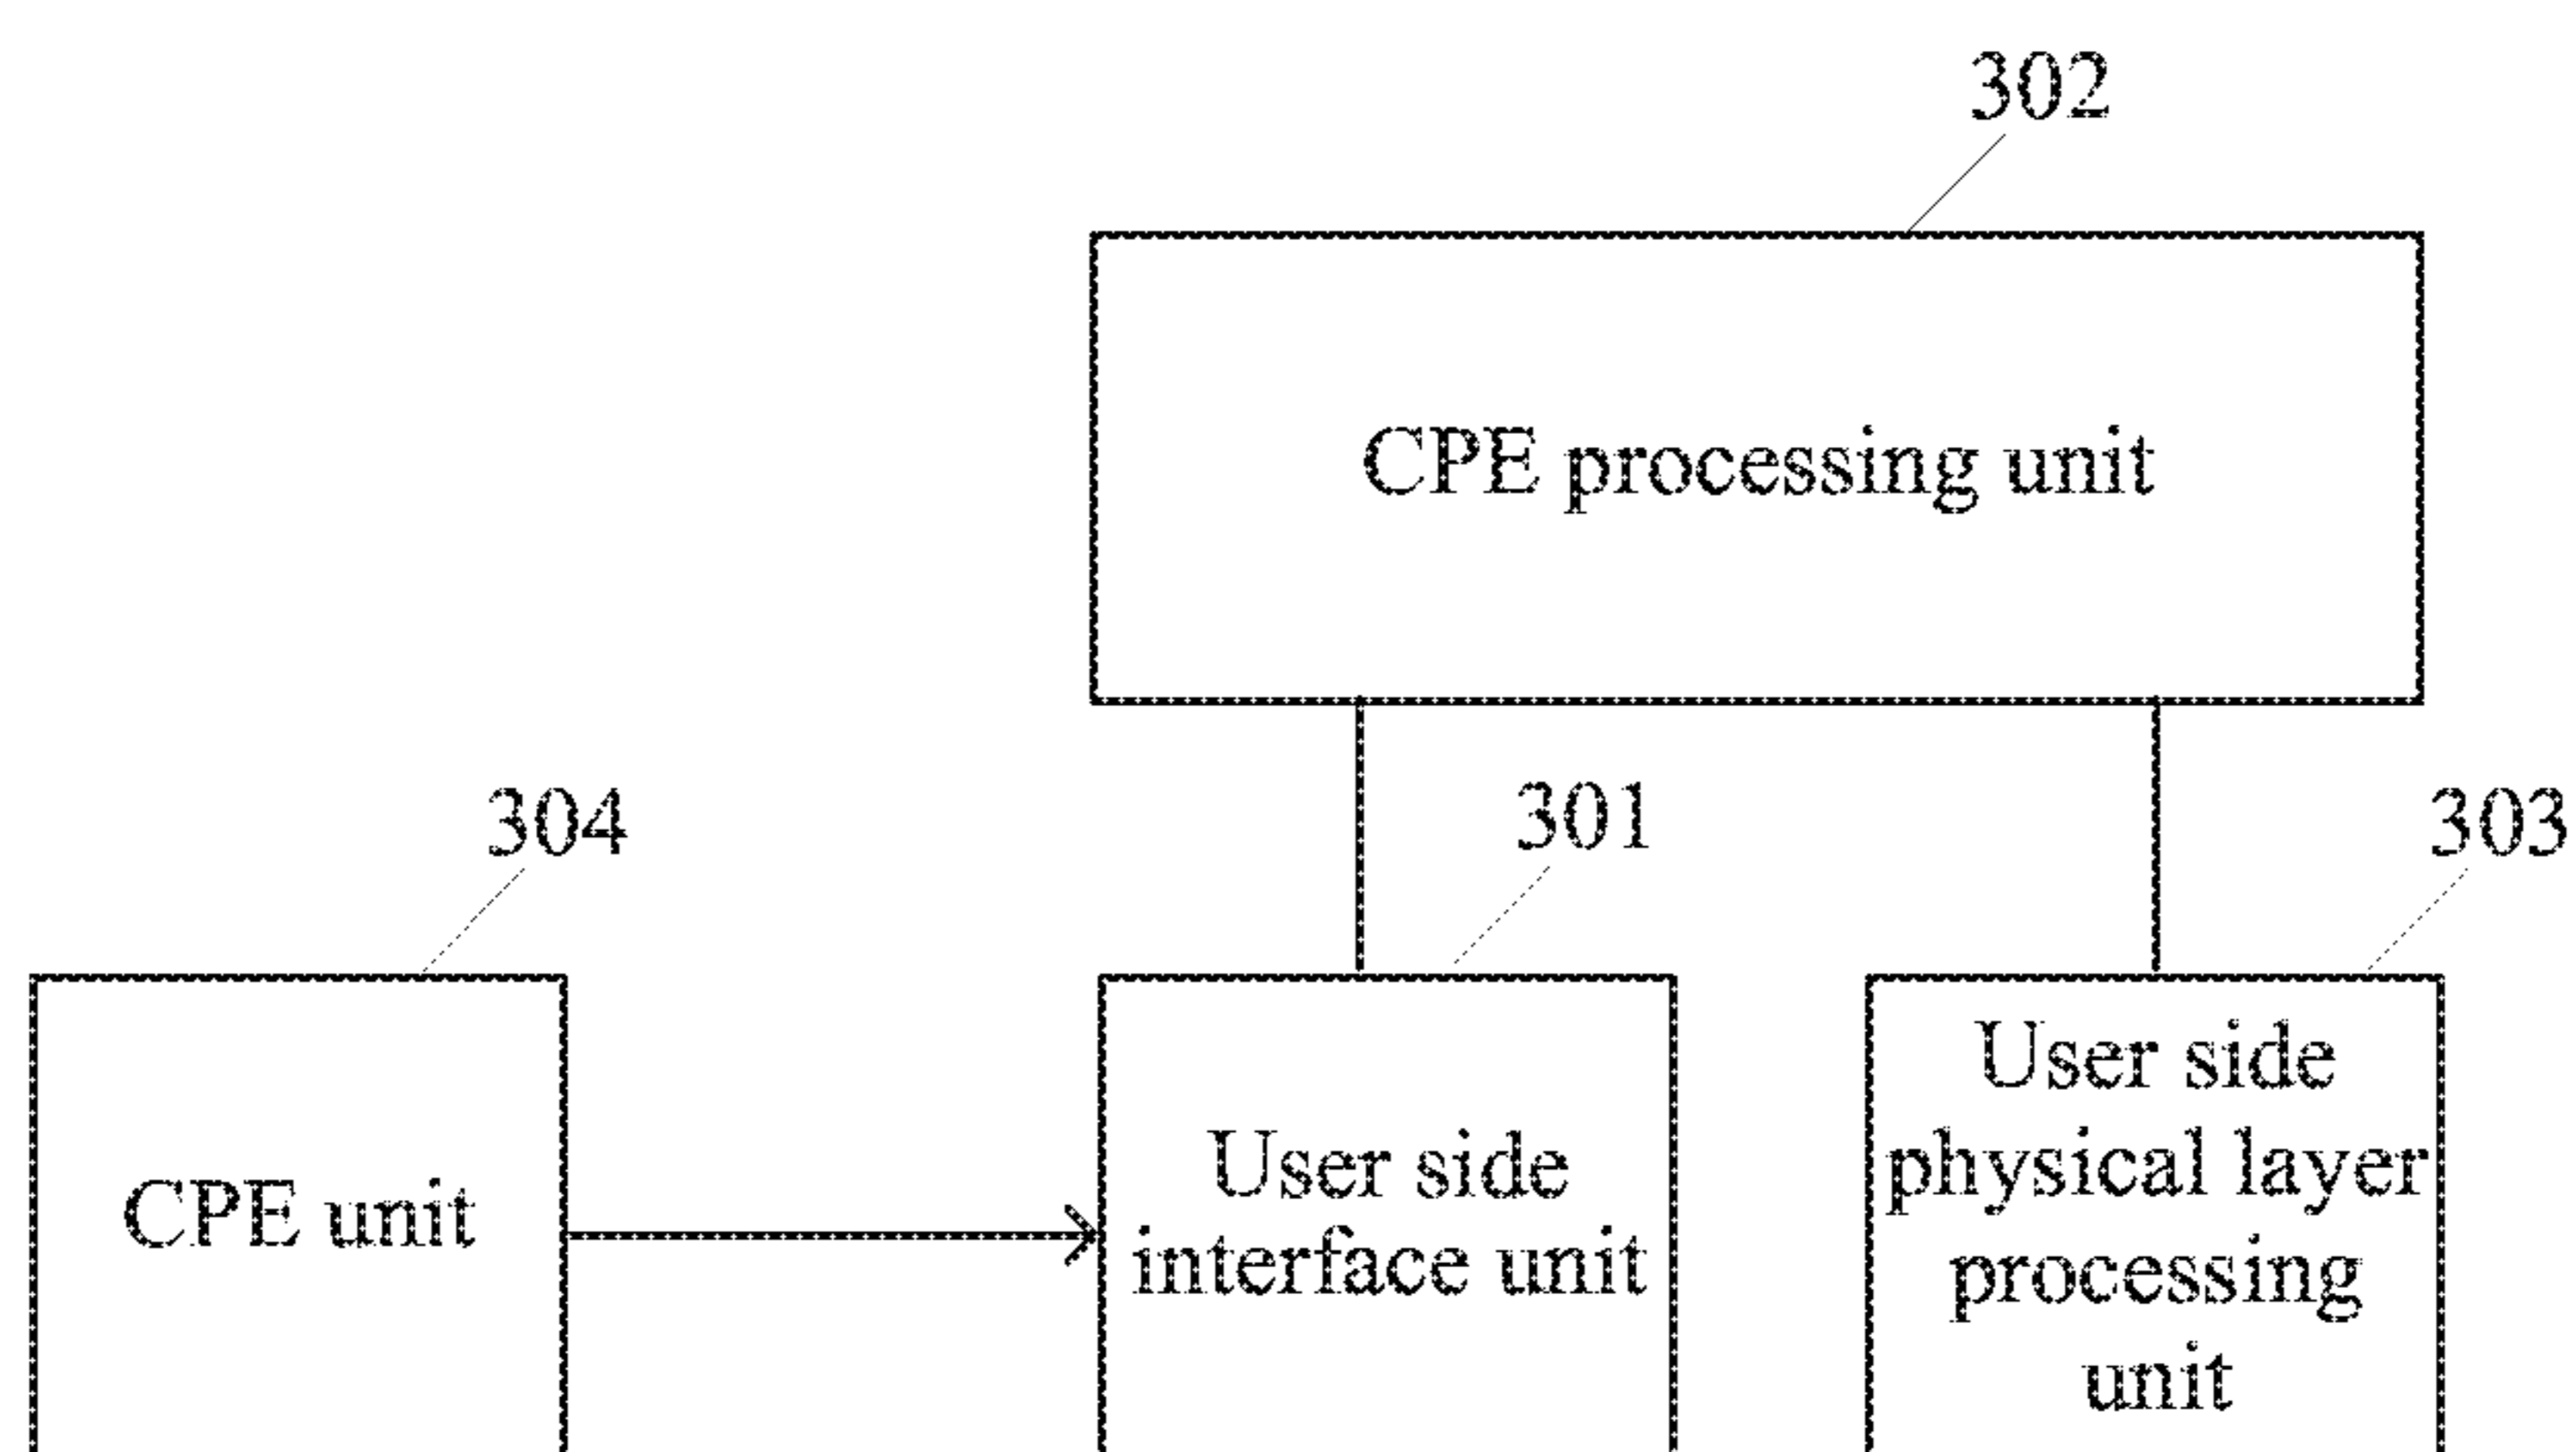 302
CPE processing unit
304
301
303
CPE unit
User side
interface unit
User side
physical layer
processing
unit